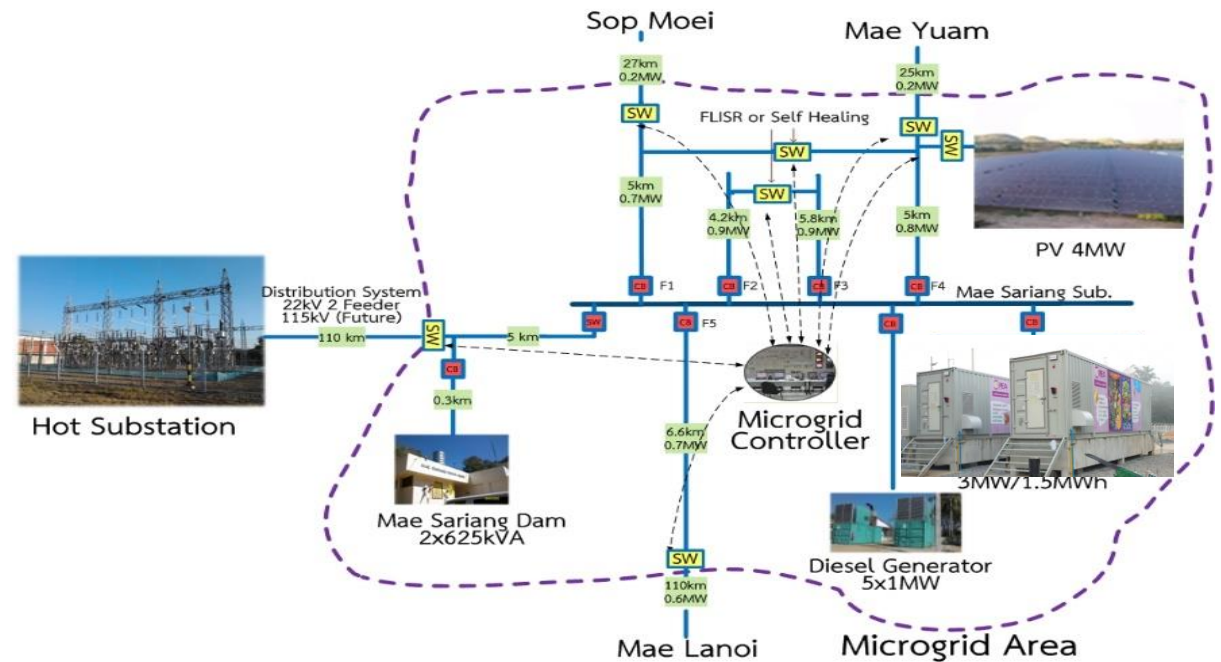 Sop Moei
Mae Yuam
27km
0.2MW
25km
0.2MW
SW
FLISR or Self Healing
SW
SW
SW
SW
5km
0.7MW
4.2km
0.9MW
5.8km
0.9MW
5km
0.8MW
PV 4MW
Distribution System
22kV 2 Feeder
115kV (Future)
CB
F1
CB
F2
CB
F3
CB
F4
Mae Sariang Sub.
110 km
SW
5 km
SW
CB
F5
CB
CB
CB
0.3km
Hot Substation
Microgrid
Controller
6.6km
0.7MW
3MW/1.5MWh
Mae Sariang Dam
2x625kVA
SW
Diesel Generator
5x1MW
110km
0.6MW
Mae Lanoi
Microgrid Area